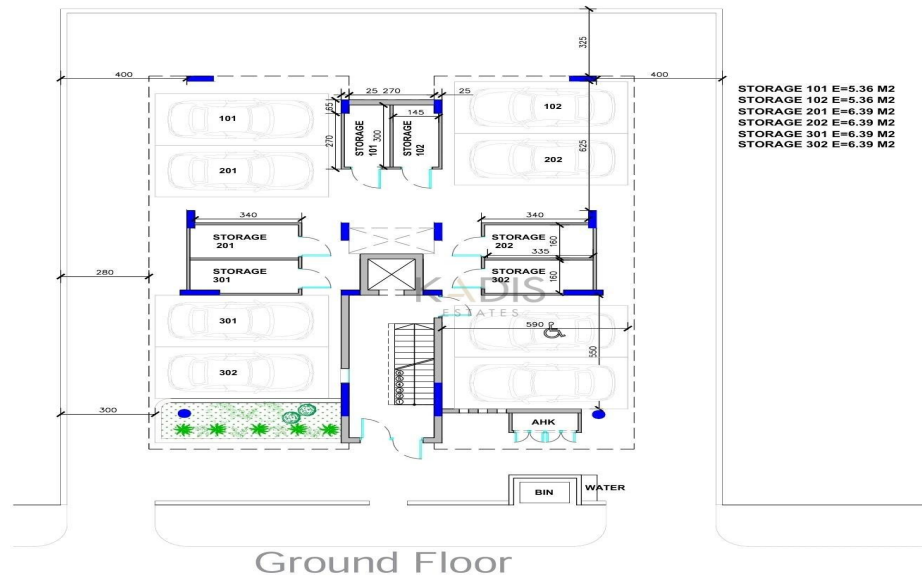 325
400
400
25 270 25
65
145
270
300
625
101
102
201
202
STORAGE
101
STORAGE
102
STORAGE 101 E=5.36 M2
STORAGE 102 E=5.36 M2
STORAGE 201 E=6.39 M2
STORAGE 202 E=6.39 M2
STORAGE 301 E=6.39 M2
STORAGE 302 E=6.39 M2
340
340
STORAGE
201
STORAGE
202
160
335
280
STORAGE
301
STORAGE
302
160
KADIS
ESTATES
301
590
550
302
300
AHK
BIN
WATER
Ground Floor